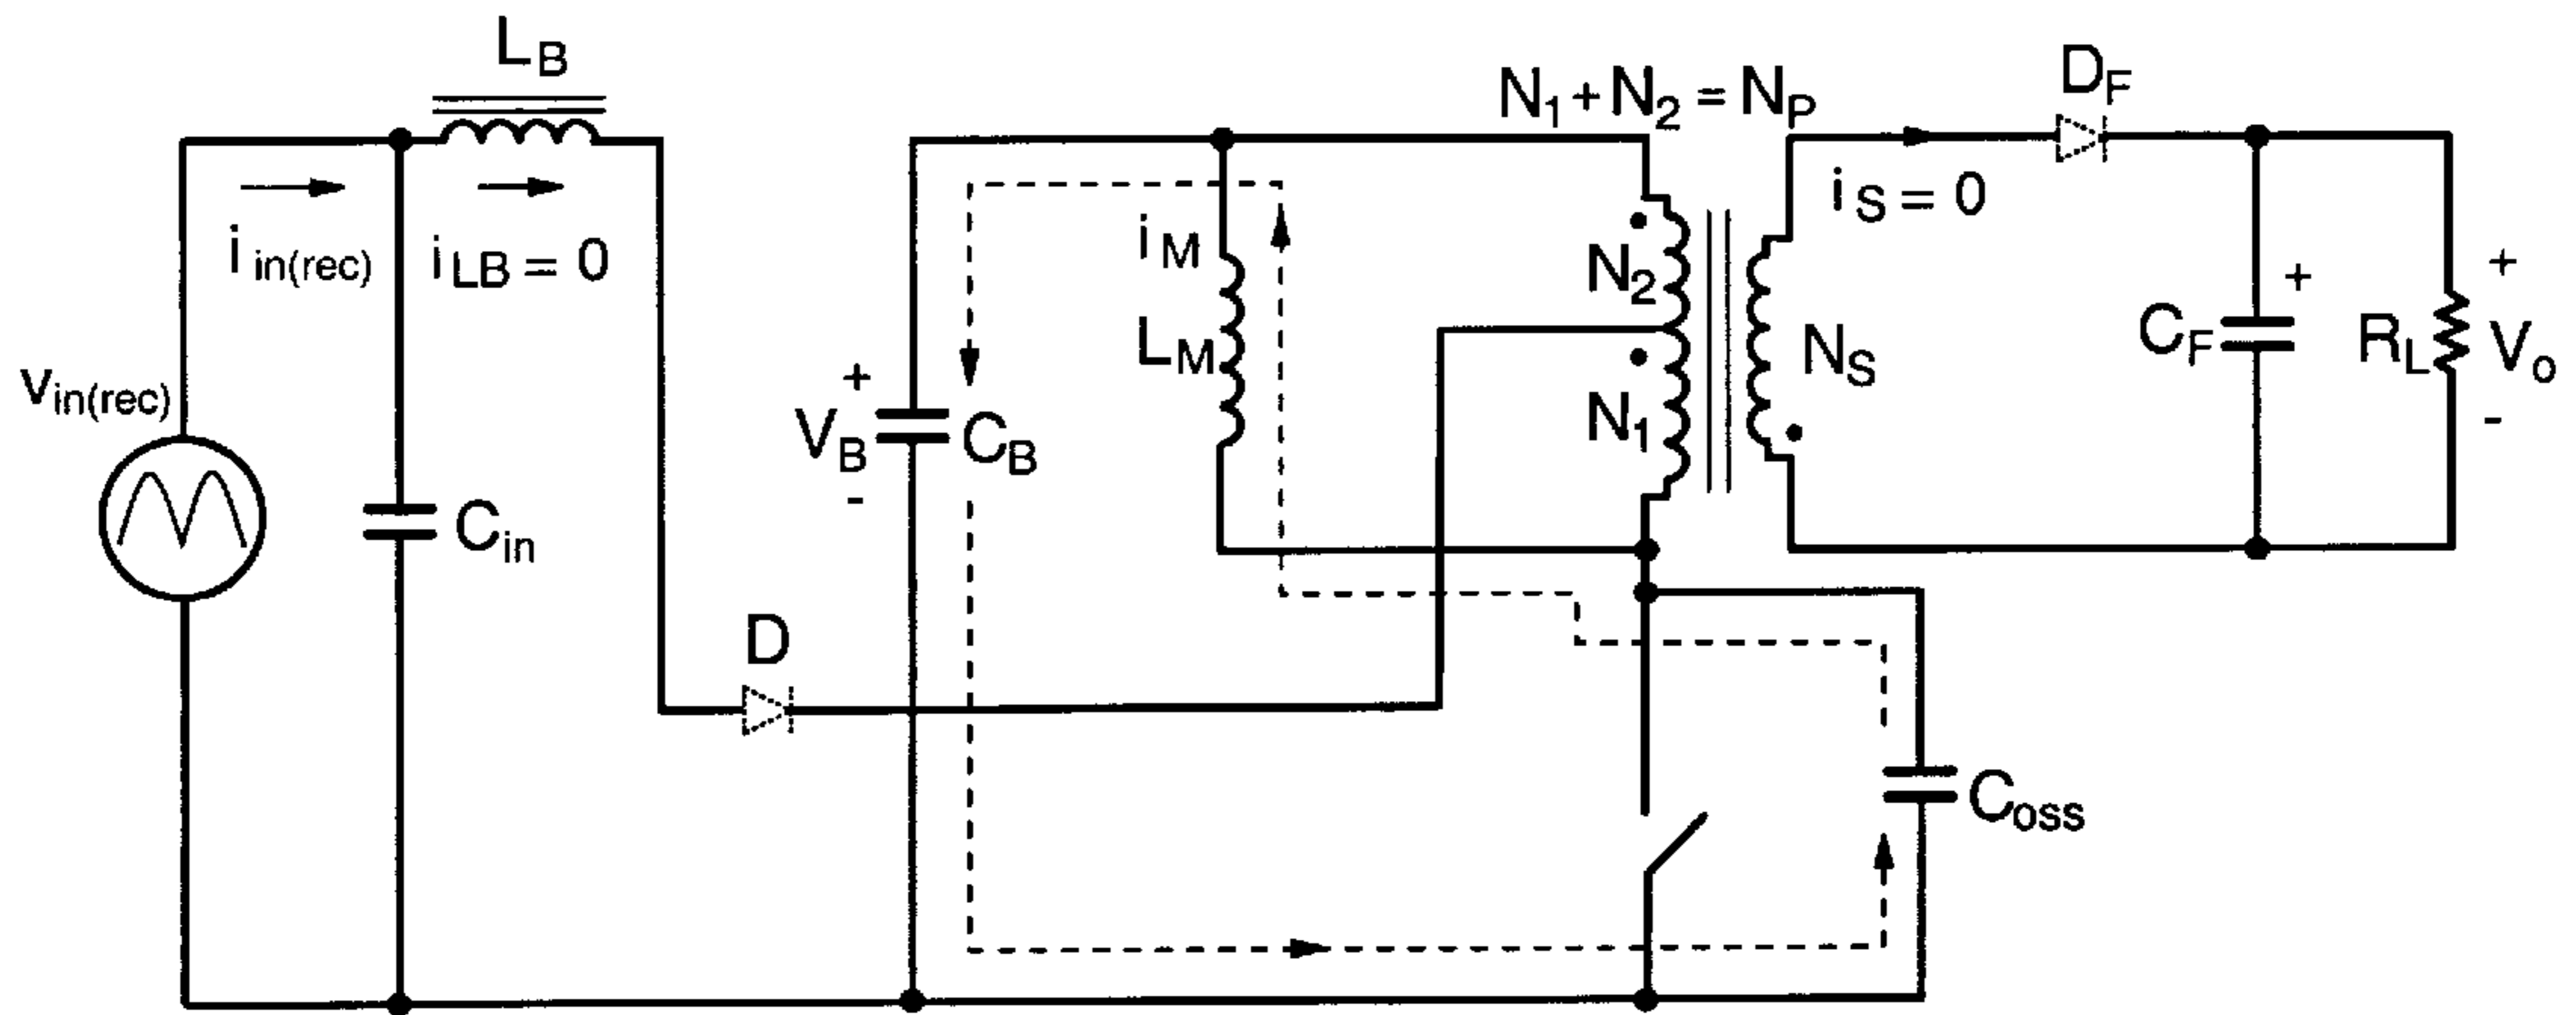 L_B
N_1 + N_2 = N_P
D_F
i_in(rec)
i_LB = 0
i_M
L_M
N_2
N_1
N_S
i_S = 0
+
C_F
R_L
+
V_o
-
v_in(rec)
C_in
+
V_B
-
C_B
D
C_oss